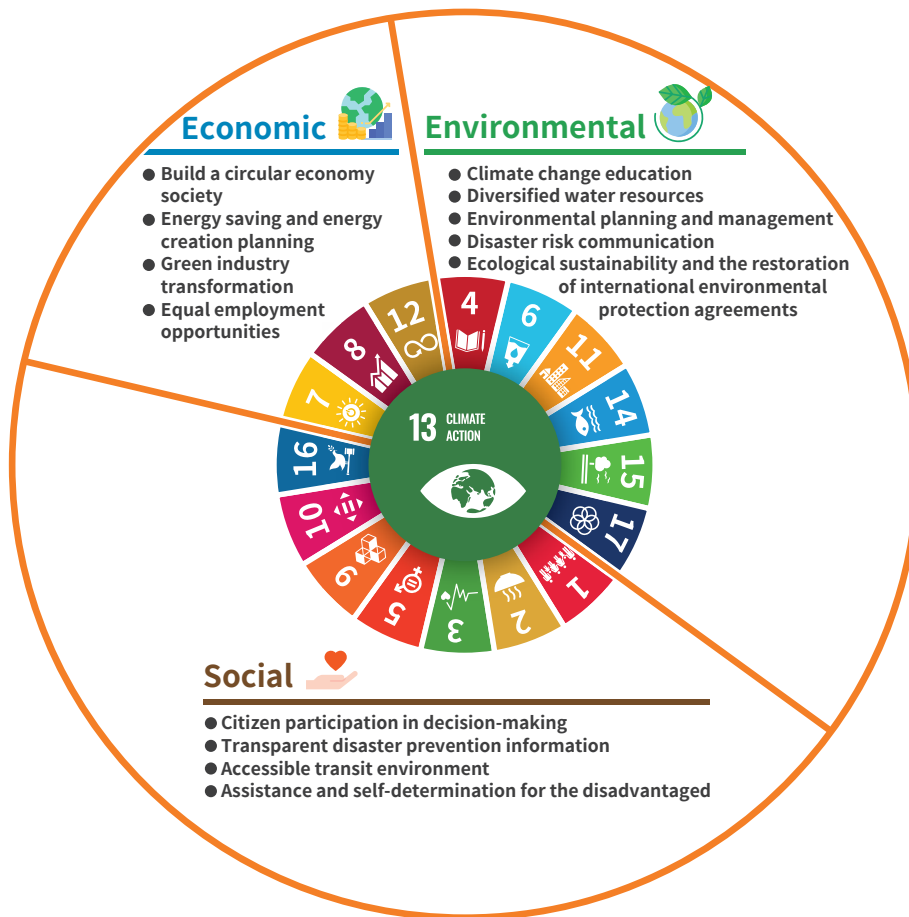 Economic
● Build a circular economy
society
● Energy saving and energy
creation planning
● Green industry
transformation
● Equal employment
opportunities
Environmental
● Climate change education
● Diversified water resources
● Environmental planning and management
● Disaster risk communication
● Ecological sustainability and the restoration
of international environmental
protection agreements
12
4
6
11
14
15
17
1
2
3
5
9
10
16
7
8
13 CLIMATE
ACTION
Social
● Citizen participation in decision-making
● Transparent disaster prevention information
● Accessible transit environment
● Assistance and self-determination for the disadvantaged